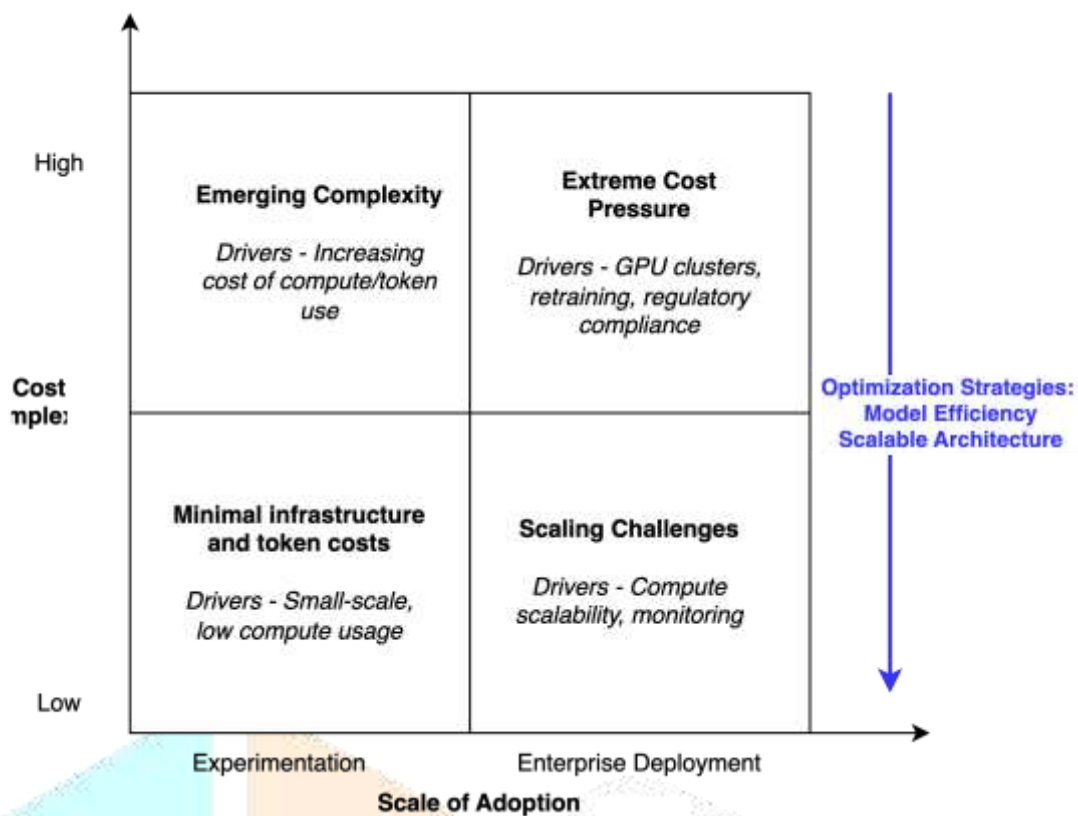 High
Emerging Complexity
Drivers - Increasing
cost of compute/token
use
Extreme Cost
Pressure
Drivers - GPU clusters,
retraining, regulatory
compliance
Cost
Optimization Strategies:
Model Efficiency
Scalable Architecture
Minimal infrastructure
and token costs
Drivers - Small-scale,
low compute usage
Scaling Challenges
Drivers - Compute
scalability, monitoring
Low
Experimentation
Enterprise Deployment
Scale of Adoption